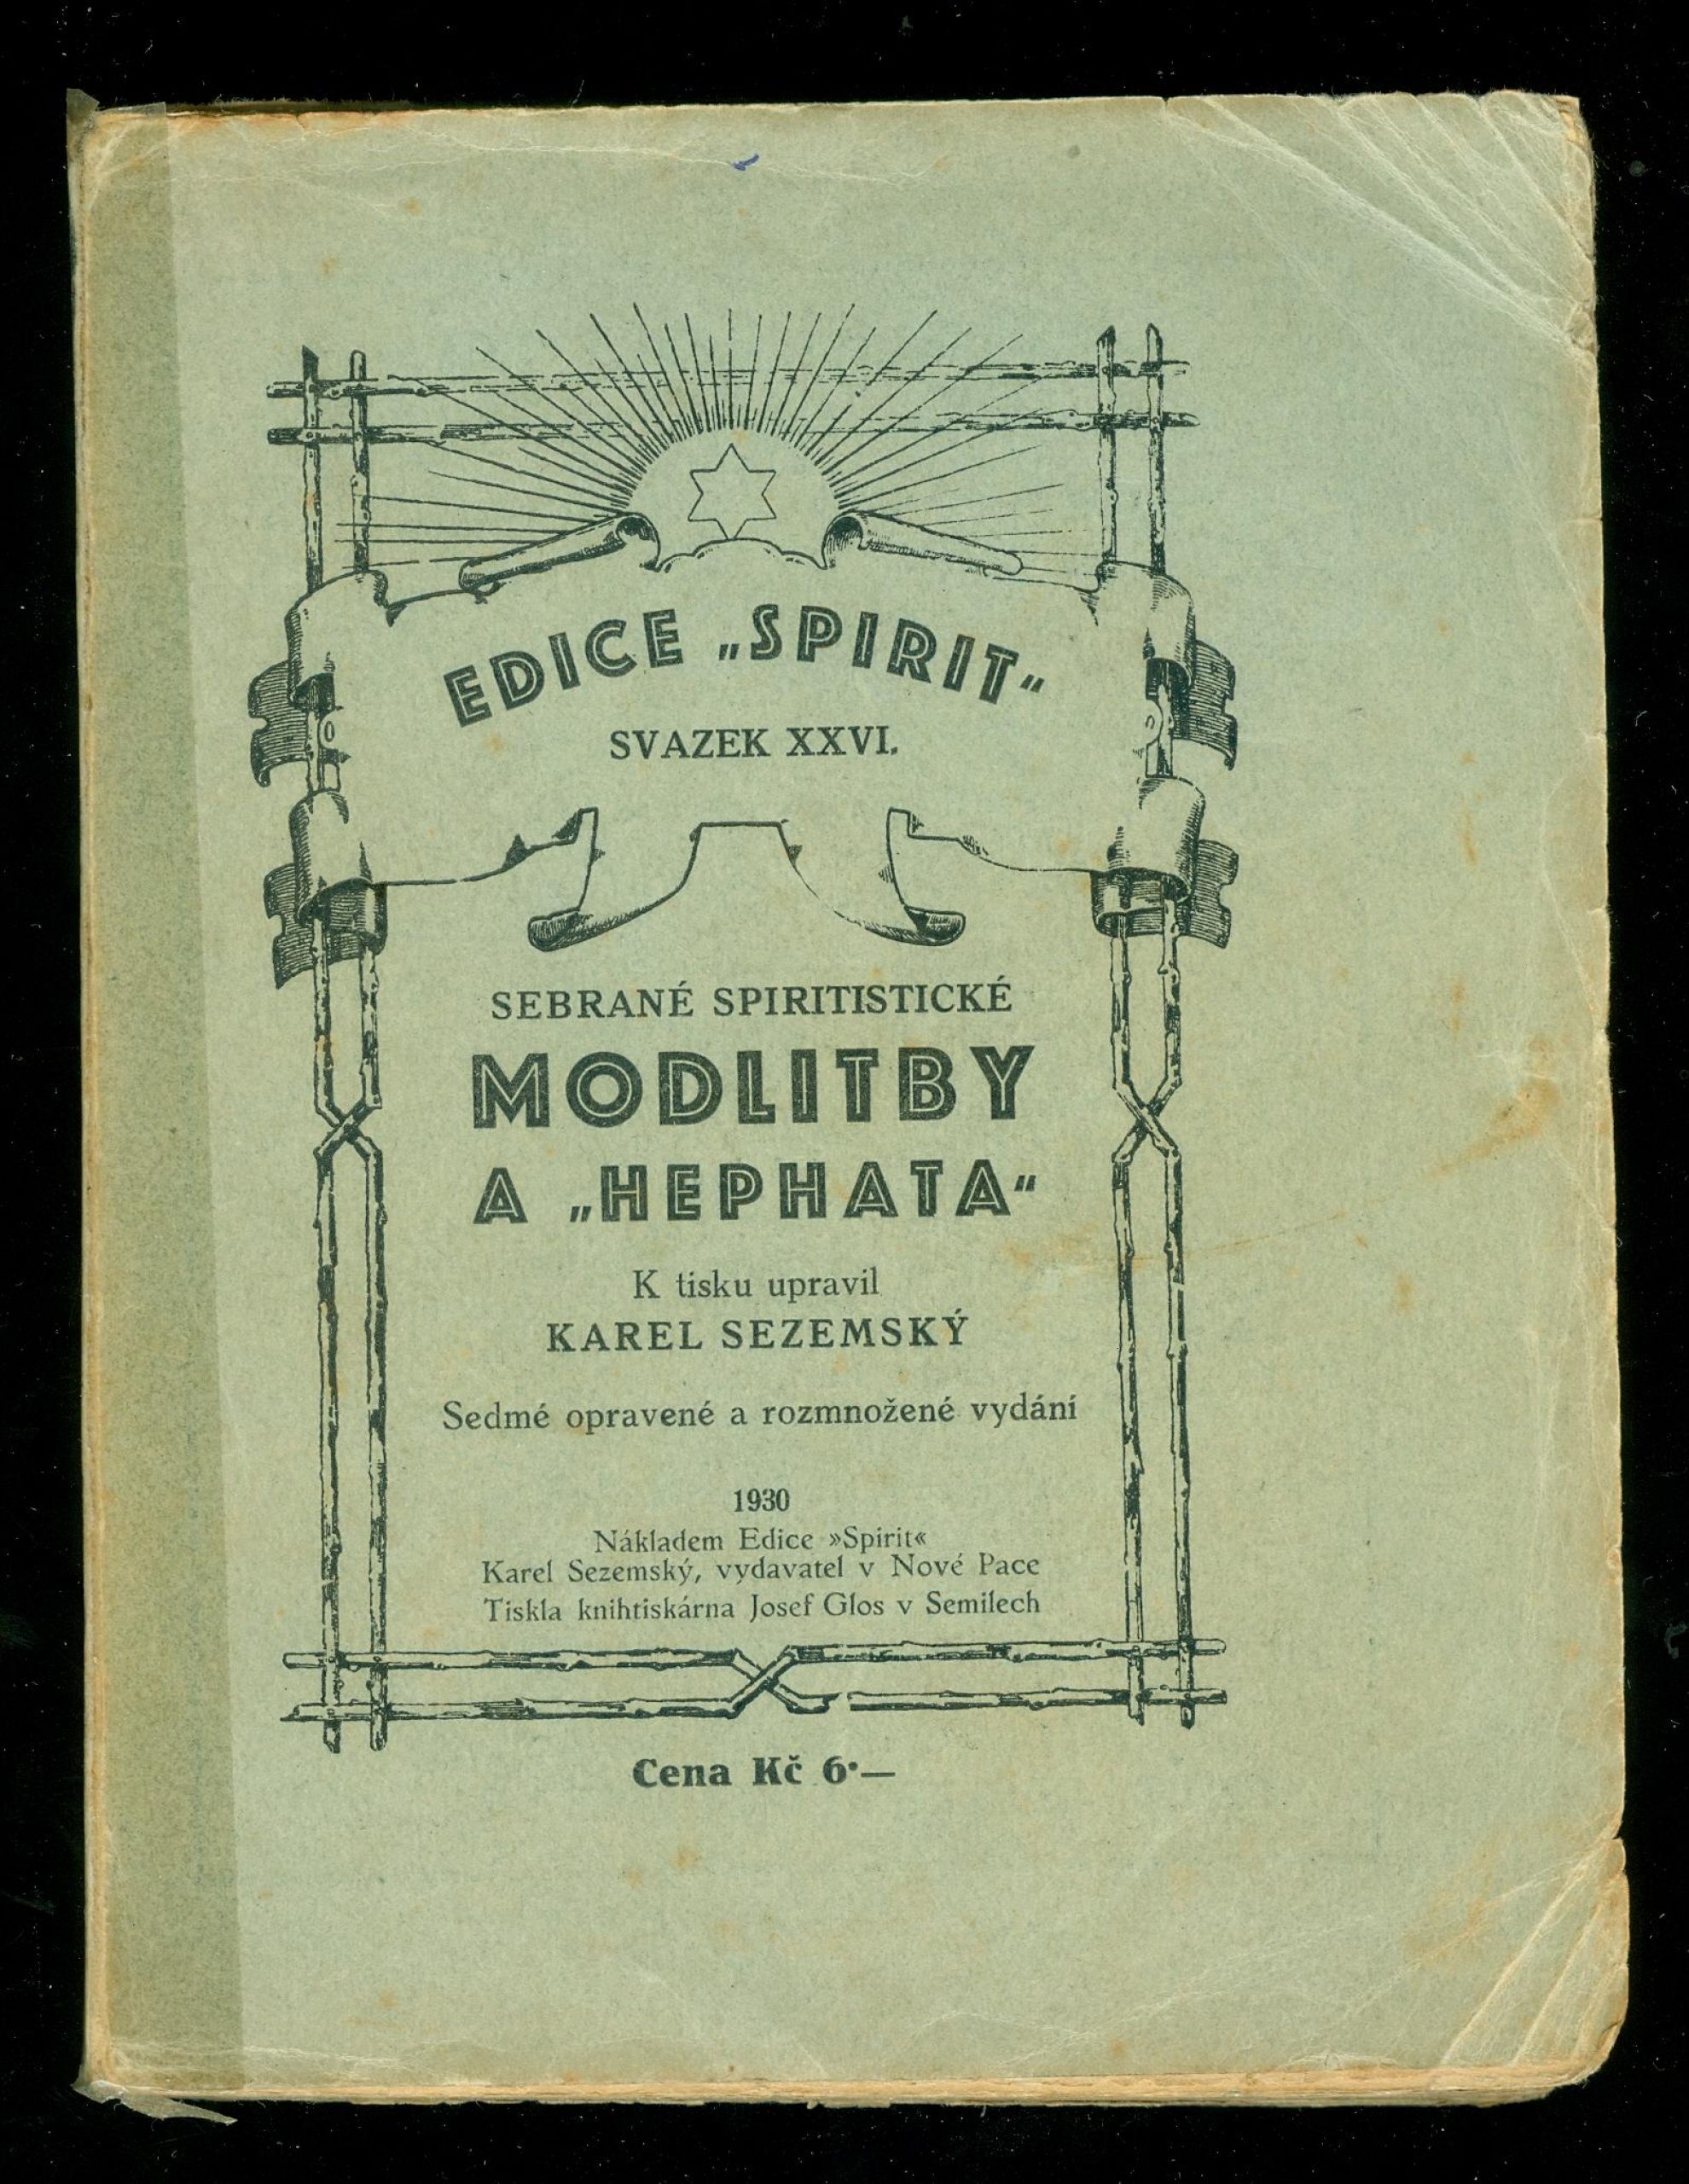 EDICE „SPIRIT“
SVAZEK XXVI.
SEBRANÉ SPIRITISTICKÉ
MODLITBY
A „HEPHATA“
K tisku upravil
KAREL SEZEMSKÝ
Sedmé opravené a rozmnožené vydání
1930
Nákladem Edice »Spirit«
Karel Sezemský, vydavatel v Nové Pace
Tiskla knihtiskárna Josef Glos v Semilech
Cena Kč 6·—